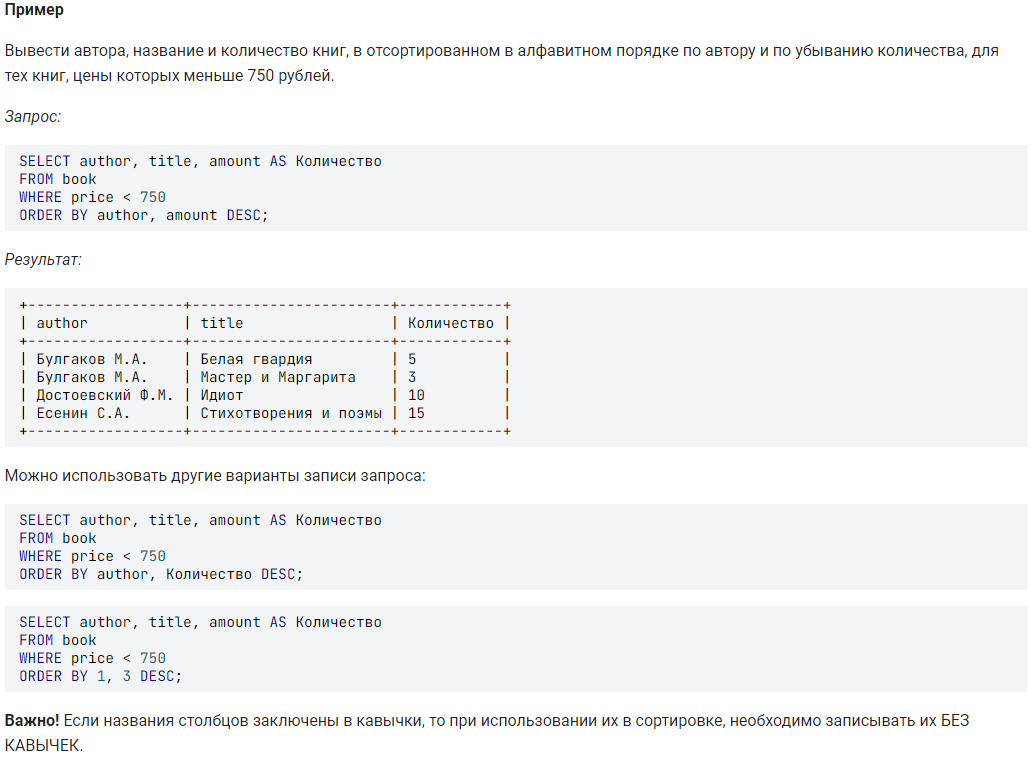 Пример
Вывести автора, название и количество книг, в отсортированном в алфавитном порядке по автору и по убыванию количества, для
тех книг, цены которых меньше 750 рублей.
Запрос:
SELECT author, title, amount AS Количество
FROM book
WHERE price < 750
ORDER BY author, amount DESC;
Результат:
+------------------+-----------------------+------------+
| author           | title                 | Количество |
+------------------+-----------------------+------------+
| Булгаков М.А.    | Белая гвардия         | 5          |
| Булгаков М.А.    | Мастер и Маргарита    | 3          |
| Достоевский Ф.М. | Идиот                 | 10         |
| Есенин С.А.      | Стихотворения и поэмы | 15         |
+------------------+-----------------------+------------+
Можно использовать другие варианты записи запроса:
SELECT author, title, amount AS Количество
FROM book
WHERE price < 750
ORDER BY author, Количество DESC;
SELECT author, title, amount AS Количество
FROM book
WHERE price < 750
ORDER BY 1, 3 DESC;
Важно! Если названия столбцов заключены в кавычки, то при использовании их в сортировке, необходимо записывать их БЕЗ
КАВЫЧЕК.